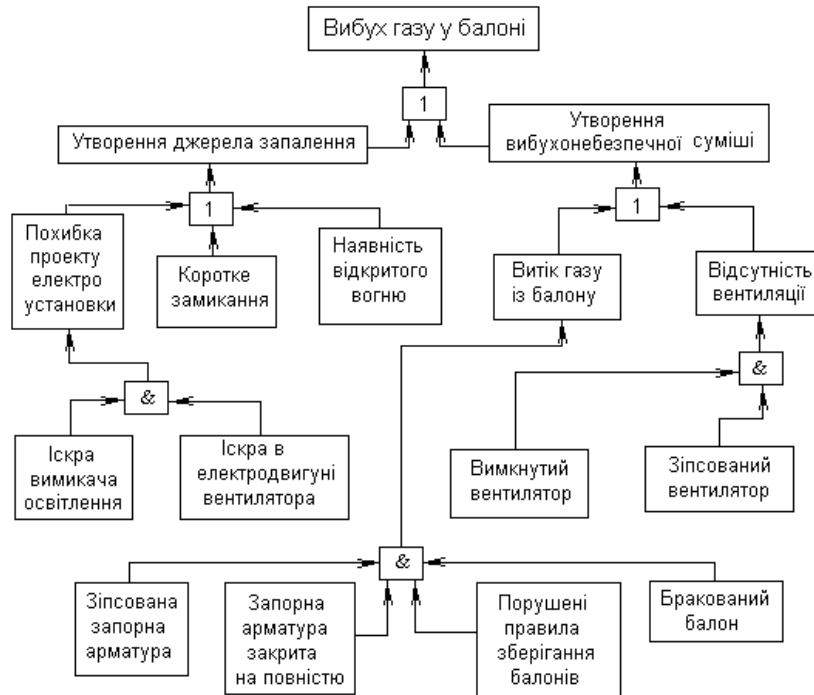 Вибух газу у балоні
1
Утворення джерела запалення
Утворення
вибухонебезпечної суміші
1
1
Похибка
проекту
електро
установки
Коротке
замикання
Наявність
відкритого
вогню
Витік газу
із балону
Відсутність
вентиляції
&
&
Іскра
вимикача
освітлення
Іскра в
електродвигуні
вентилятора
Вимкнутий
вентилятор
Зіпсований
вентилятор
&
Зіпсована
запорна
арматура
Запорна
арматура
закрита
на повністю
Порушені
правила
зберігання
балонів
Бракований
балон